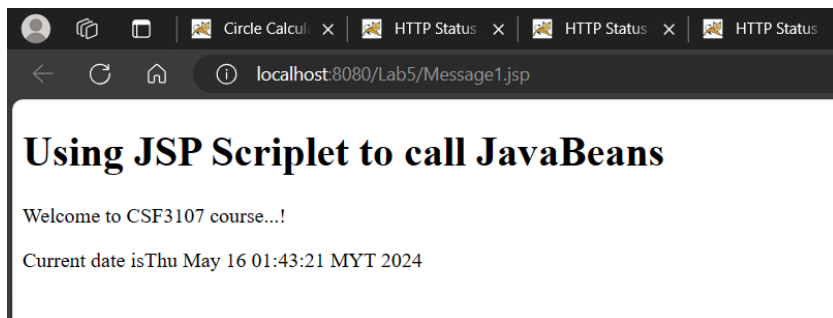 Circle Calcul HTTP Status HTTP Status HTTP Status
localhost:8080/Lab5/Message1.jsp
Using JSP Scriplet to call JavaBeans
Welcome to CSF3107 course...!
Current date isThu May 16 01:43:21 MYT 2024